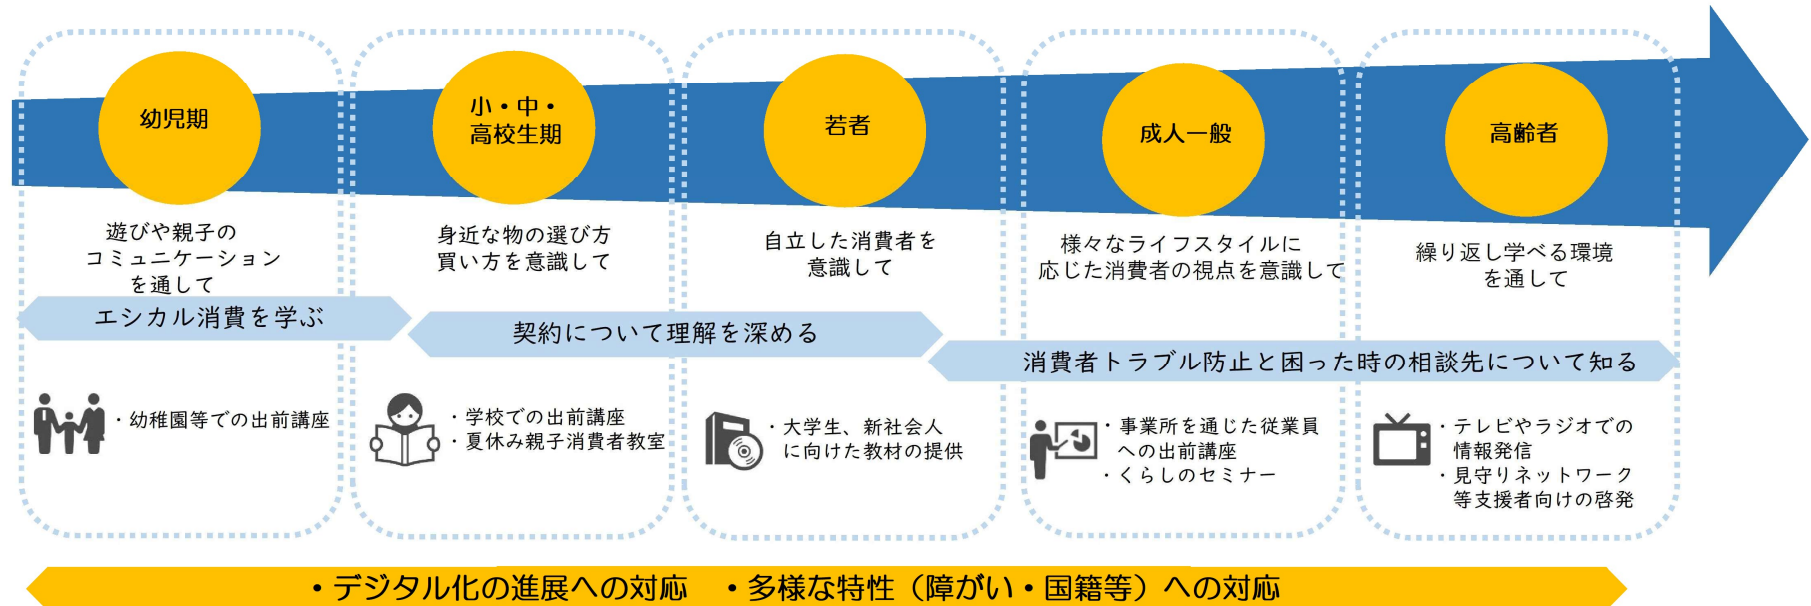 幼児期
小・中・
高校生期
若者
成人一般
高齢者
遊びや親子の
コミュニケーション
を通して
身近な物の選び方
買い方を意識して
自立した消費者を
意識して
様々なライフスタイルに
応じた消費者の視点を意識して
繰り返し学べる環境
を通して
エシカル消費を学ぶ
契約について理解を深める
消費者トラブル防止と困った時の相談先について知る
・幼稚園等での出前講座
・学校での出前講座
・夏休み親子消費者教室
・大学生、新社会人
に向けた教材の提供
・事業所を通じた従業員
への出前講座
・くらしのセミナー
・テレビやラジオでの
情報発信
・見守りネットワーク
等支援者向けの啓発
・デジタル化の進展への対応　・多様な特性（障がい・国籍等）への対応